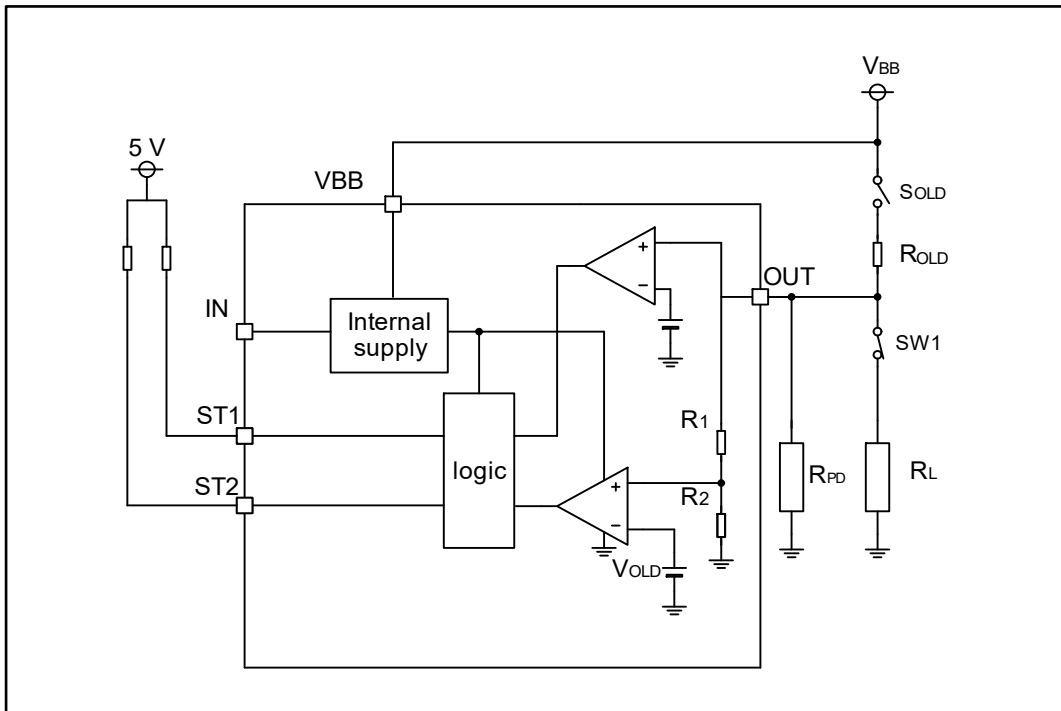 VBB
5 V
VBB
SOLD
ROLD
OUT
IN
Internal
supply
SW1
ST1
R1
logic
RPD
RL
ST2
R2
VOLD
+
−
+
−